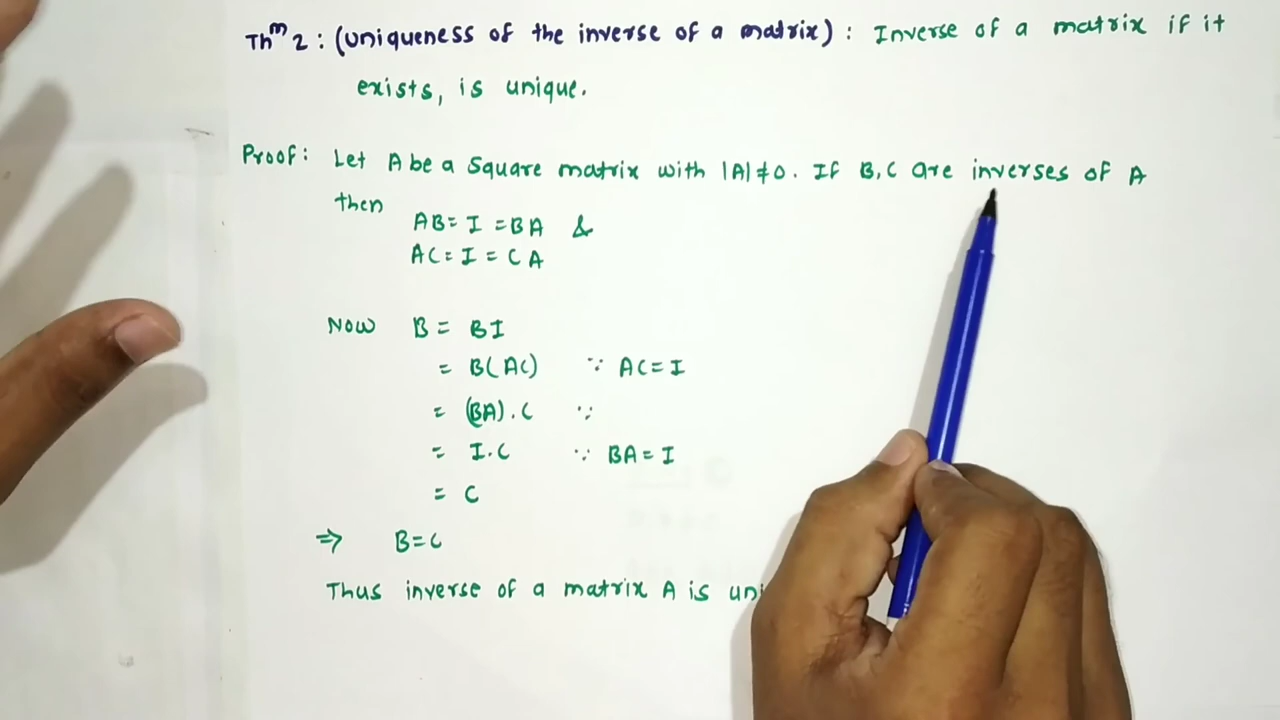 Thᵐ 2 : (Uniqueness of the inverse of a matrix) : Inverse of a matrix if it
exists, is unique.
Proof : Let A be a Square matrix with |A| ≠ 0. If B, C are inverses of A
then
AB = I = BA &
AC = I = CA
Now B = BI
= B(AC) ∵ AC = I
= (BA).C ∵
= I.C ∵ BA = I
= C
⇒ B = C
Thus inverse of a matrix A is